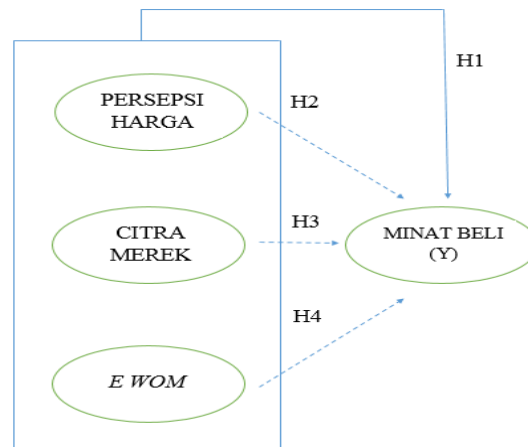 H1
PERSEPSI
HARGA
H2
CITRA
MEREK
H3
MINAT BELI
(Y)
H4
E WOM